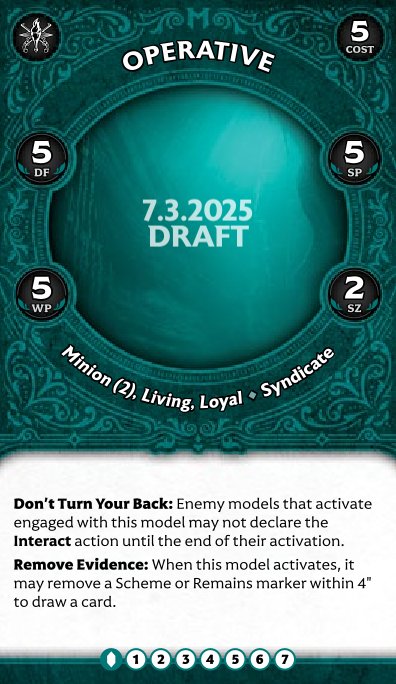 OPERATIVE
5
COST
5
DF
5
SP
7.3.2025
DRAFT
5
WP
2
SZ
Minion (2), Living, Loyal ♦ Syndicate
Don't Turn Your Back: Enemy models that activate
engaged with this model may not declare the
Interact action until the end of their activation.
Remove Evidence: When this model activates, it
may remove a Scheme or Remains marker within 4"
to draw a card.
1 2 3 4 5 6 7